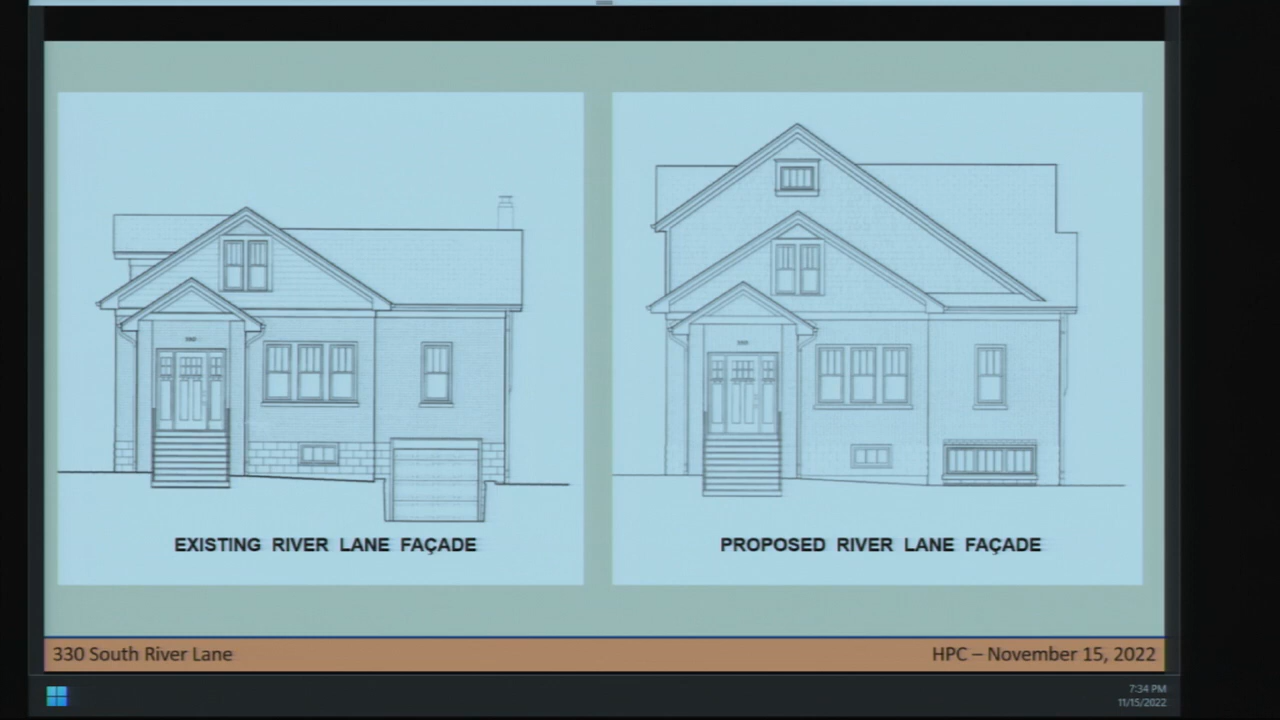 EXISTING RIVER LANE FAÇADE
PROPOSED RIVER LANE FAÇADE
330 South River Lane
HPC – November 15, 2022
7:34 PM
11/15/2022